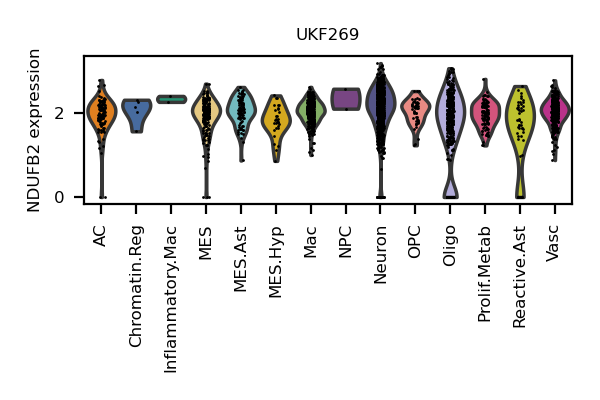 UKF269
NDUFB2 expression
2
0
AC
Chromatin.Reg
Inflammatory.Mac
MES
MES.Ast
MES.Hyp
Mac
NPC
Neuron
OPC
Oligo
Prolif.Metab
Reactive.Ast
Vasc